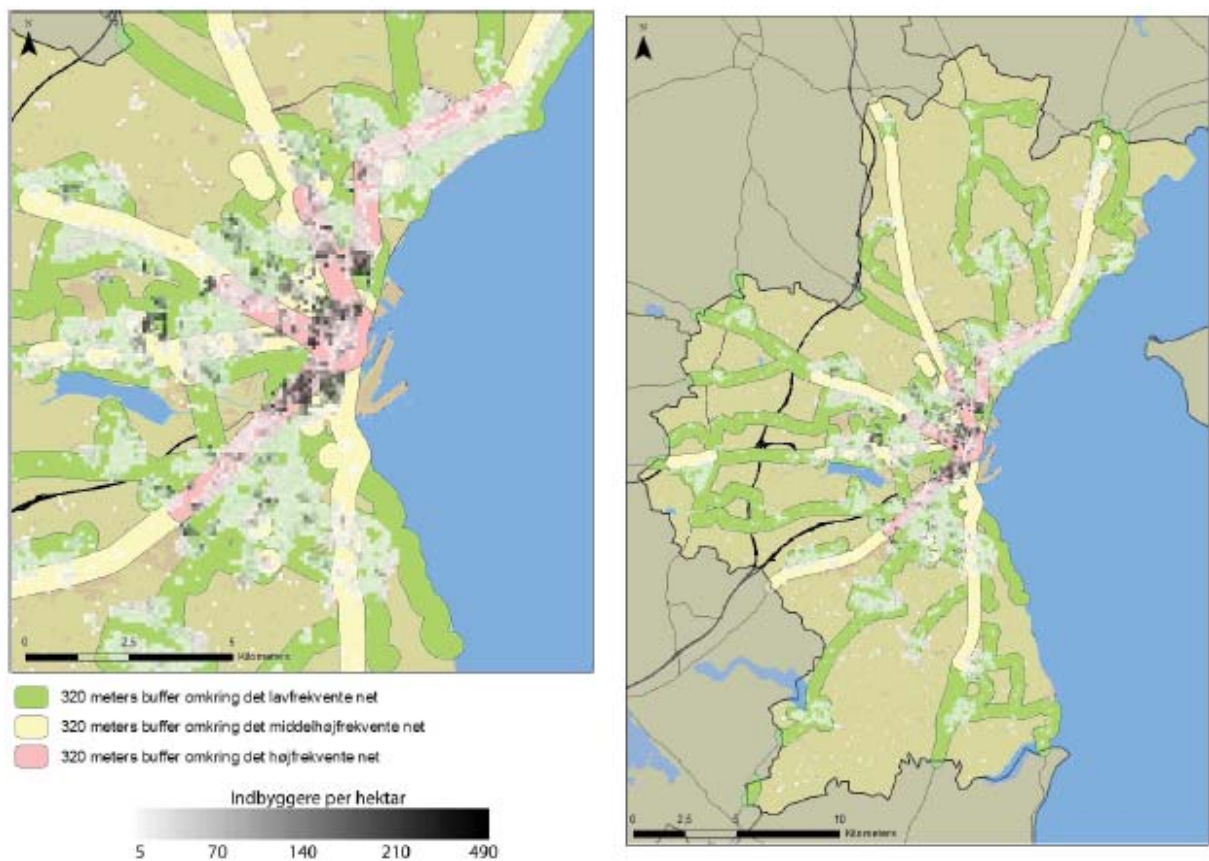 N
0 2.5 5
Kilometers
320 meters buffer omkring det lavfrekvente net
320 meters buffer omkring det middelhøjfrekvente net
320 meters buffer omkring det højfrekvente net
Indbyggere per hektar
5 70 140 210 490
N
0 2.5 5 10
Kilometers